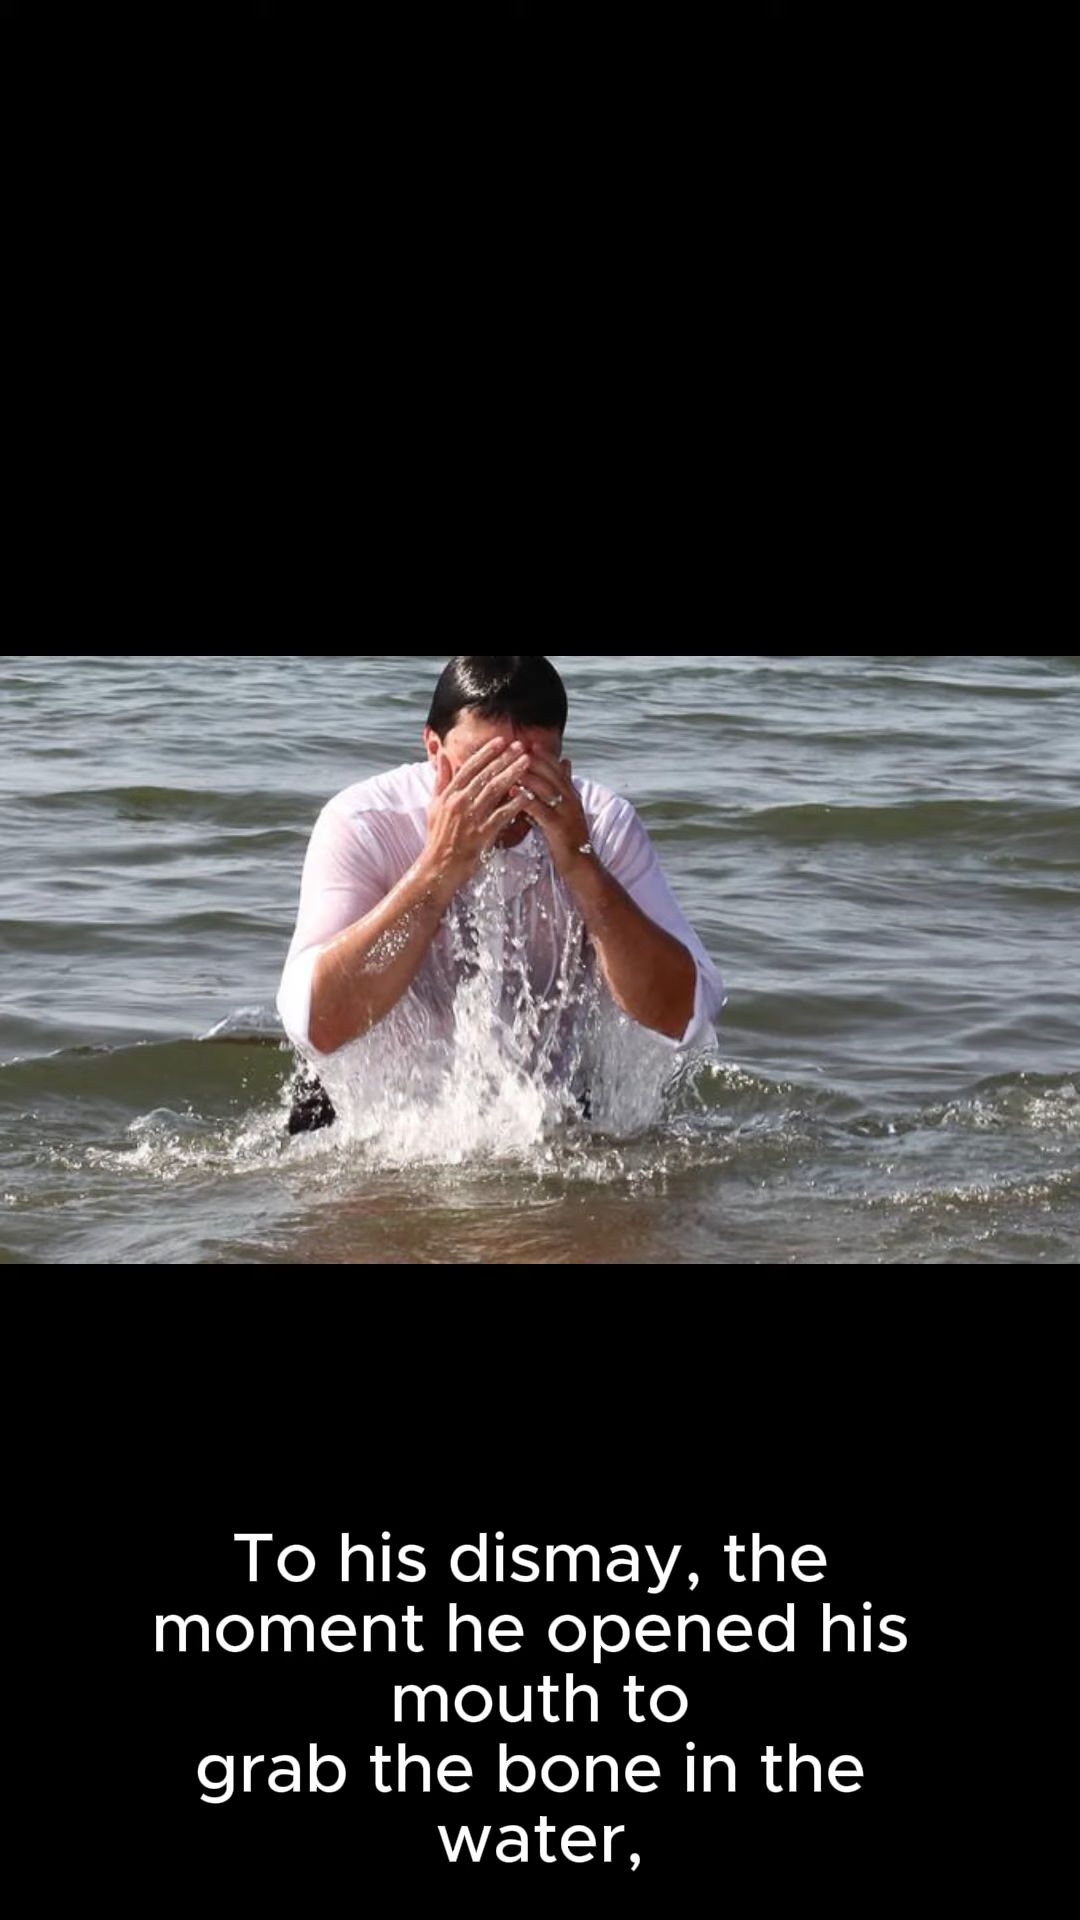 To his dismay, the
moment he opened his
mouth to
grab the bone in the
water,